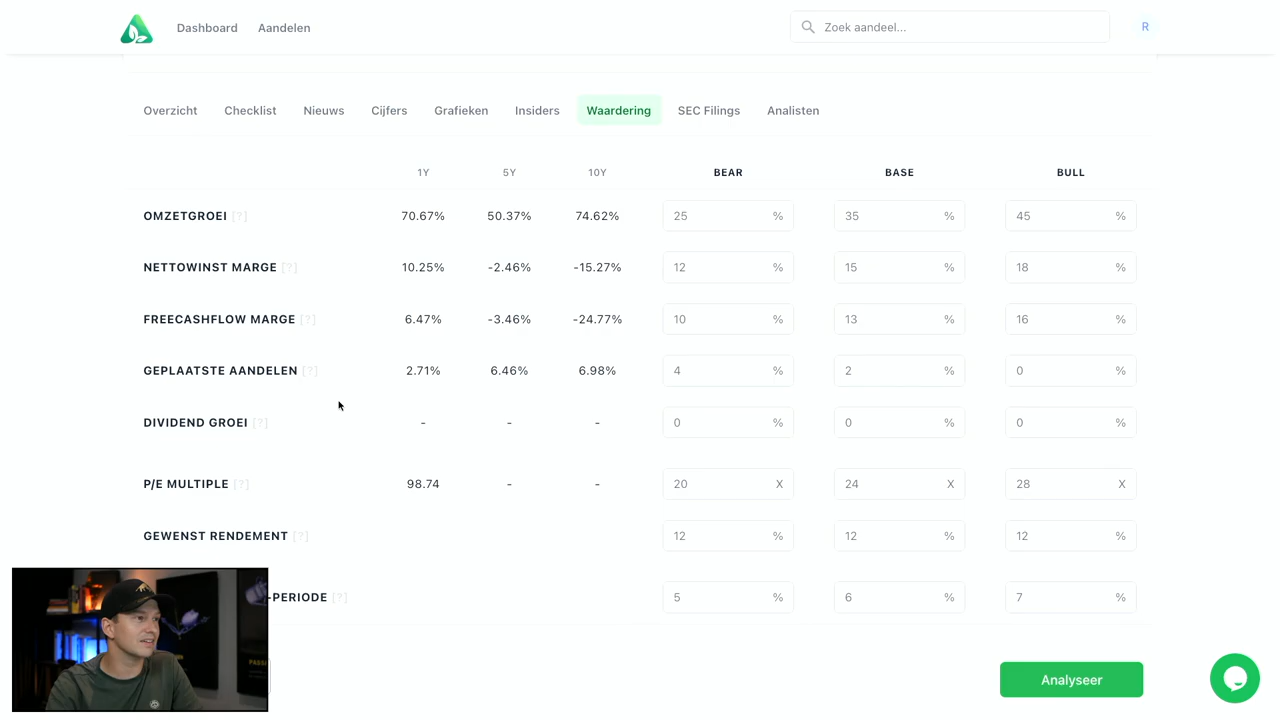 Dashboard Aandelen Zoek aandeel... R
Overzicht Checklist Nieuws Cijfers Grafieken Insiders Waardering SEC Filings Analisten
1Y 5Y 10Y BEAR BASE BULL
OMZETGROEI [?] 70.67% 50.37% 74.62% 25 % 35 % 45 %
NETTOWINST MARGE [?] 10.25% -2.46% -15.27% 12 % 15 % 18 %
FREECASHFLOW MARGE [?] 6.47% -3.46% -24.77% 10 % 13 % 16 %
GEPLAATSTE AANDELEN [?] 2.71% 6.46% 6.98% 4 % 2 % 0 %
DIVIDEND GROEI [?] - - - 0 % 0 % 0 %
P/E MULTIPLE [?] 98.74 - - 20 X 24 X 28 X
GEWENST RENDEMENT [?] 12 % 12 % 12 %
-PERIODE [?] 5 % 6 % 7 %
Analyseer